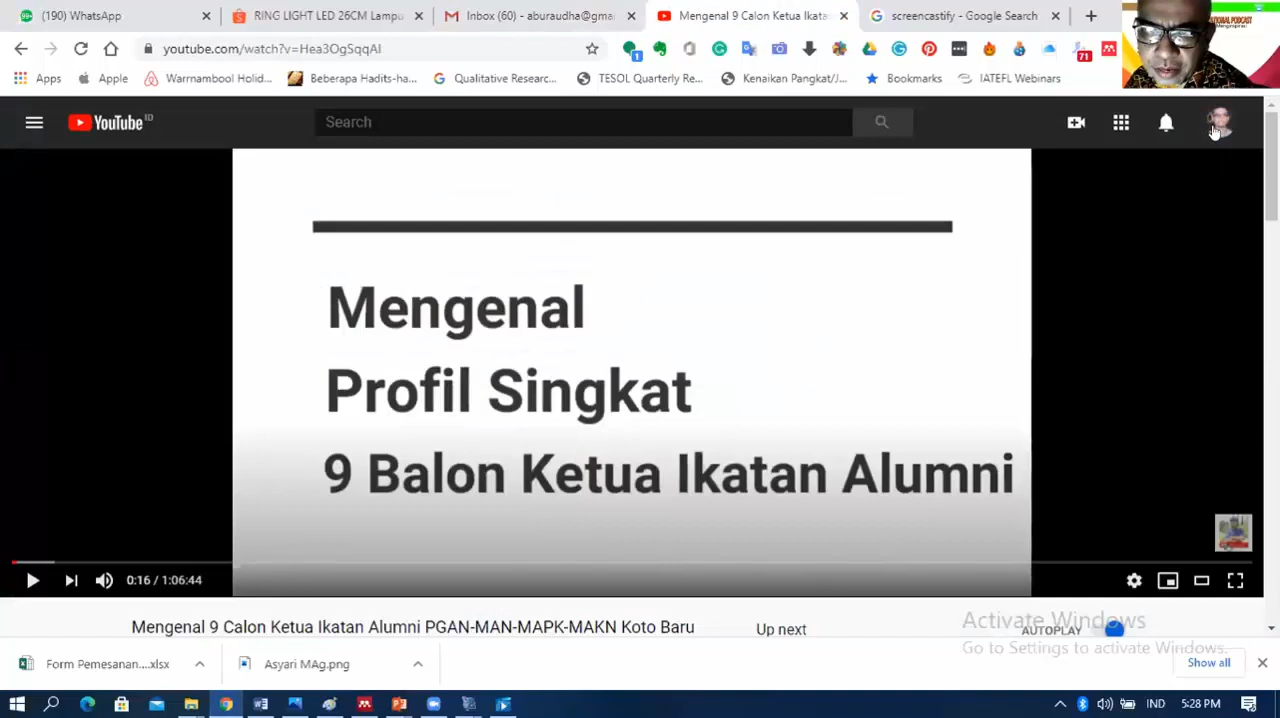 (190) WhatsApp
RING LIGHT LED 26CM Lampu
Inbox (60) - aburaudha@gma
Mengenal 9 Calon Ketua Ikata
screencastify - Google Search
youtube.com/watch?v=Hea3OgSqqAI
1
71
Apps
Apple
Warrnambool Holid...
Beberapa Hadits-ha...
Qualitative Researc...
TESOL Quarterly Re...
Kenaikan Pangkat/J...
Bookmarks
IATEFL Webinars
YouTube ID
Search
Mengenal
Profil Singkat
9 Balon Ketua Ikatan Alumni
0:16 / 1:06:44
Mengenal 9 Calon Ketua Ikatan Alumni PGAN-MAN-MAPK-MAKN Koto Baru
Up next
AUTOPLAY
Activate Windows
Go to Settings to activate Windows.
Form Pemesanan....xlsx
Asyari MAg.png
Show all
IND
5:28 PM